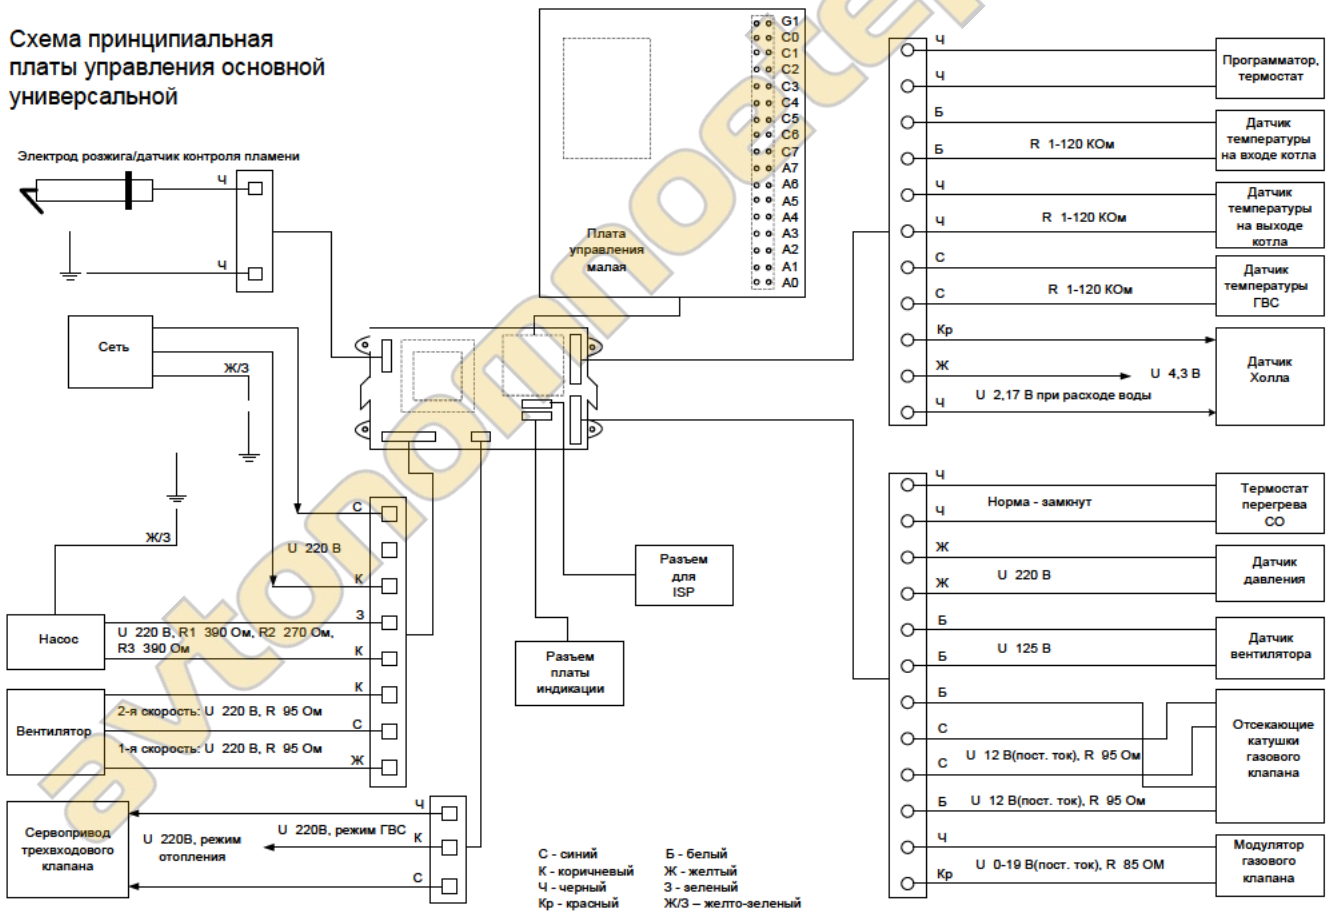 Схема принципиальная
платы управления основной
универсальной
Электрод розжига/датчик контроля пламени
Ч
Ч
G1
C0
C1
C2
C3
C4
C5
C6
C7
A7
A6
A5
A4
A3
A2
A1
A0
Плата
управления
малая
Ч
Ч
Программатор,
термостат
Б
R 1-120 КОм
Б
Датчик
температуры
на входе котла
Ч
R 1-120 КОм
Ч
Датчик
температуры
на выходе
котла
С
R 1-120 КОм
С
Датчик
температуры
ГВС
Кр
Ж
U 4,3 В
U 2,17 В при расходе воды
Ч
Датчик
Холла
Сеть
Ж/З
Ж/З
С
U 220 В
К
Насос
З
U 220 В, R1 390 Ом, R2 270 Ом,
R3 390 Ом
К
Вентилятор
К
2-я скорость: U 220 В, R 95 Ом
С
1-я скорость: U 220 В, R 95 Ом
Ж
Сервопривод
трехвходового
клапана
Ч
U 220В, режим ГВС
К
U 220В, режим
отопления
С
Разъем
для
ISP
Разъем
платы
индикации
Ч
Норма - замкнут
Ч
Термостат
перегрева
СО
Ж
U 220 В
Ж
Датчик
давления
Б
U 125 В
Б
Датчик
вентилятора
Б
С
U 12 В(пост. ток), R 95 Ом
С
Б
U 12 В(пост. ток), R 95 Ом
Отсекающие
катушки
газового
клапана
Ч
U 0-19 В(пост. ток), R 85 ОМ
Кр
Модулятор
газового
клапана
С - синий
К - коричневый
Ч - черный
Кр - красный
Б - белый
Ж - желтый
З - зеленый
Ж/З – желто-зеленый
avtonomnoetep